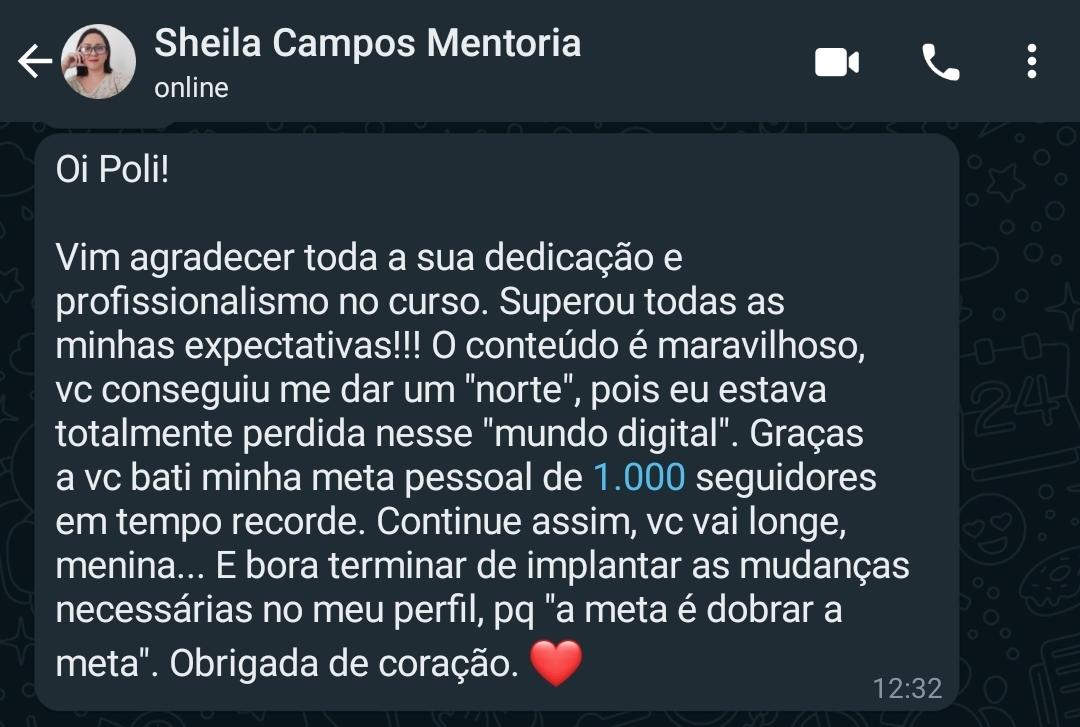 Sheila Campos Mentoria
online
Oi Poli!
Vim agradecer toda a sua dedicação e
profissionalismo no curso. Superou todas as
minhas expectativas!!! O conteúdo é maravilhoso,
vc conseguiu me dar um "norte", pois eu estava
totalmente perdida nesse "mundo digital". Graças
a vc bati minha meta pessoal de 1.000 seguidores
em tempo recorde. Continue assim, vc vai longe,
menina... E bora terminar de implantar as mudanças
necessárias no meu perfil, pq "a meta é dobrar a
meta". Obrigada de coração. ❤️
12:32
24